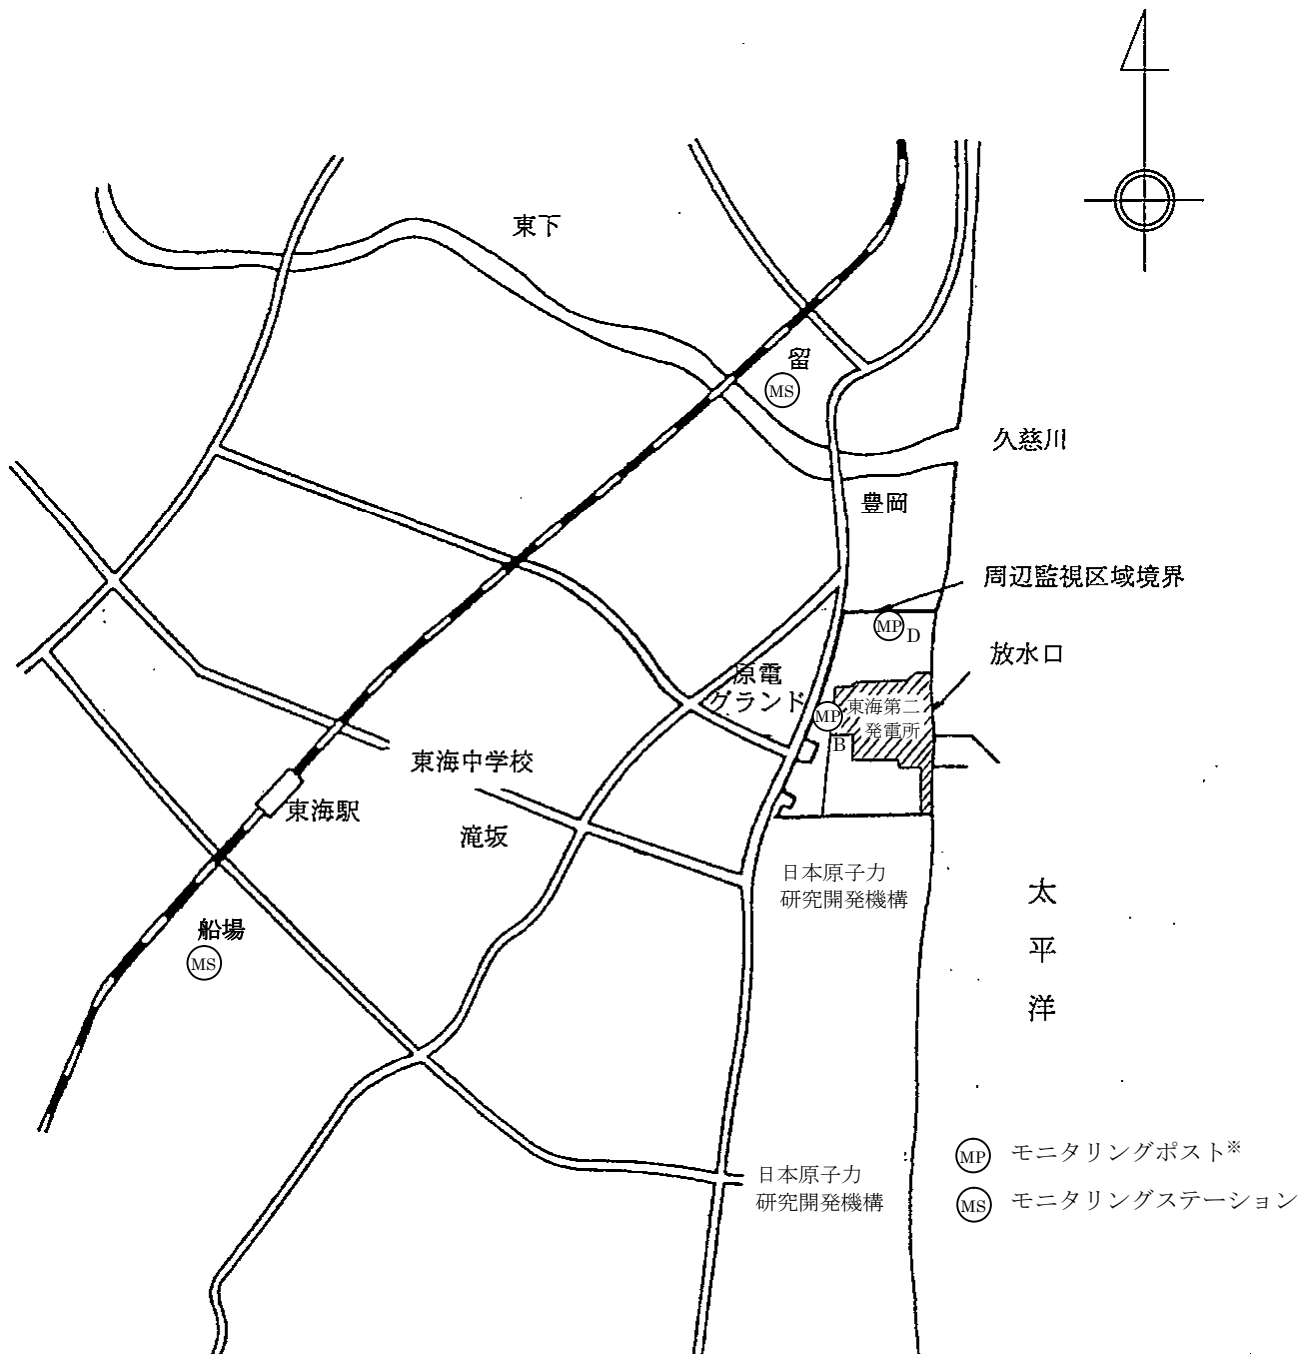 東下
留
MS
久慈川
豊岡
周辺監視区域境界
MP
D
放水口
原電
グランド
MP
B
東海第二
発電所
東海中学校
東海駅
滝坂
日本原子力
研究開発機構
太
平
洋
船場
MS
日本原子力
研究開発機構
MP モニタリングポスト※
MS モニタリングステーション